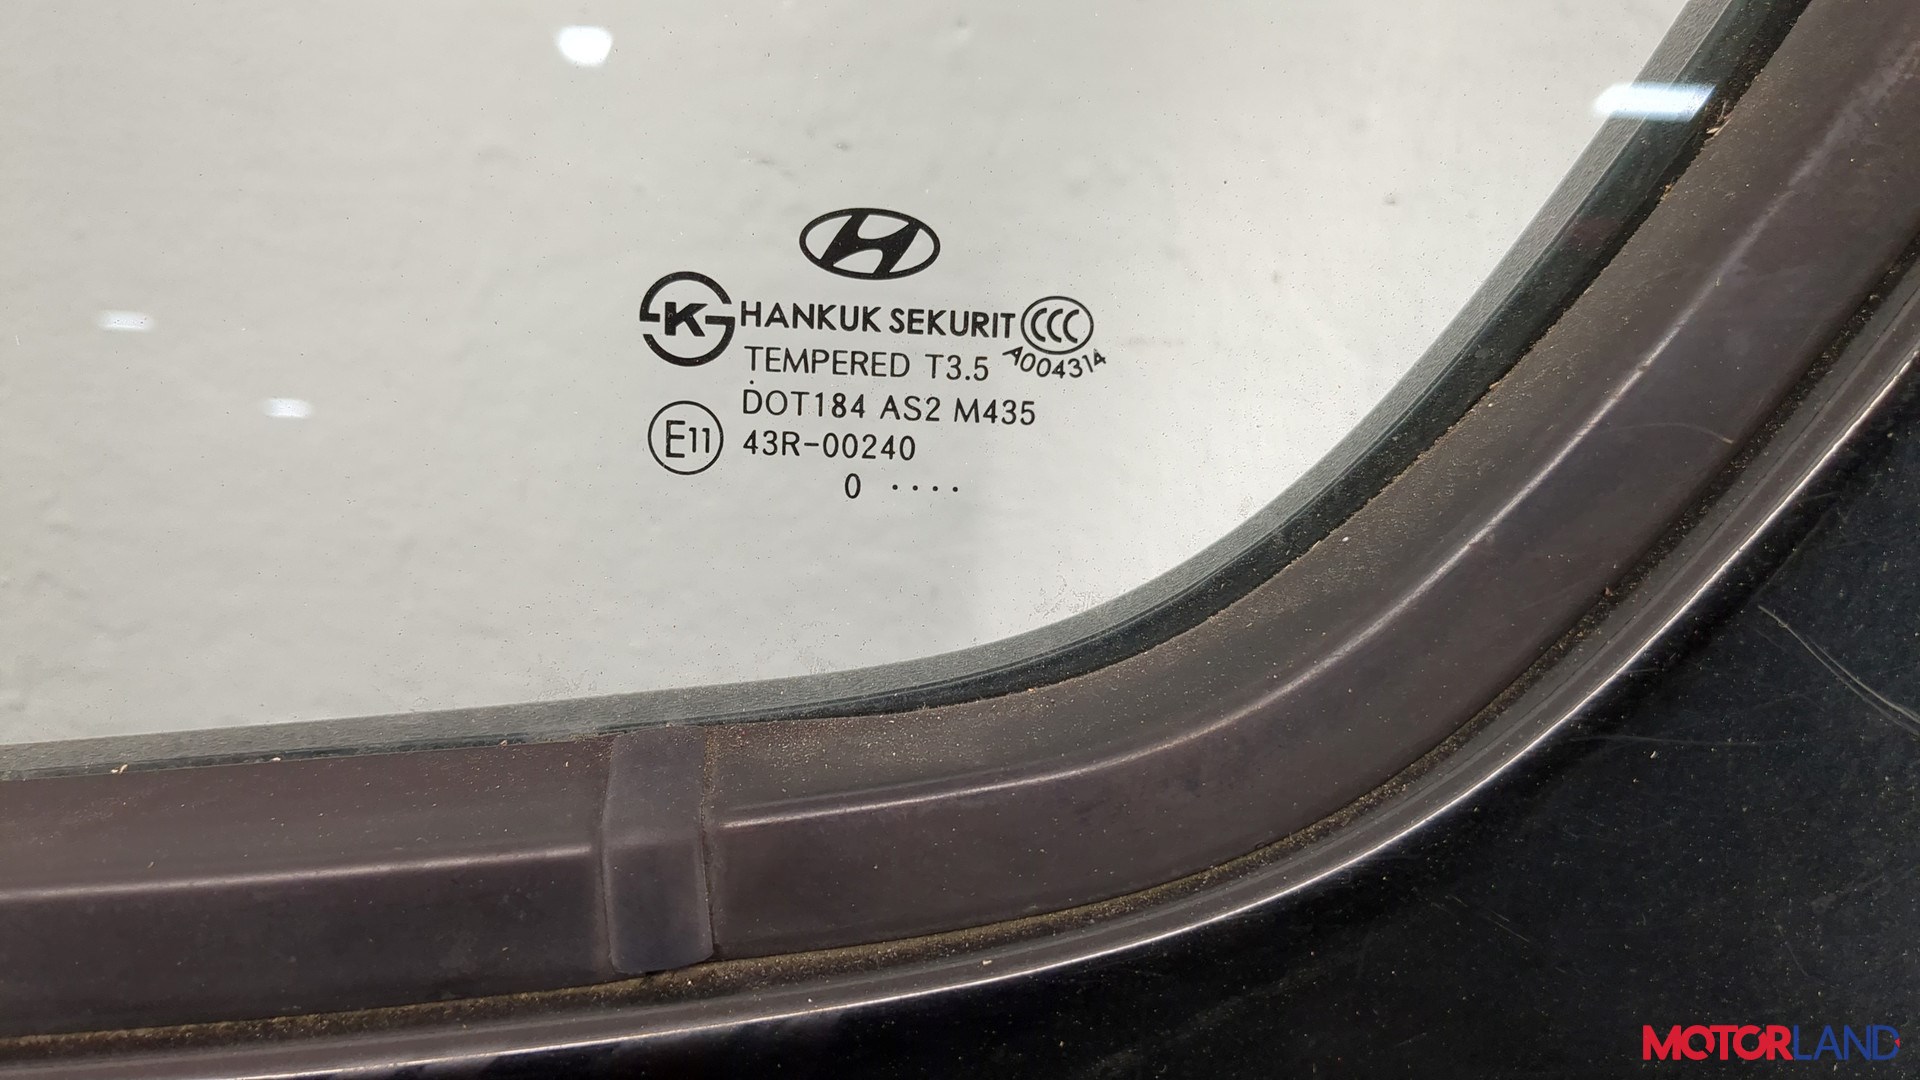 K HANKUK SEKURIT CCC
TEMPERED T3.5 A004314
DOT184 AS2 M435
E11 43R-00240
0 ....
MOTORLAND